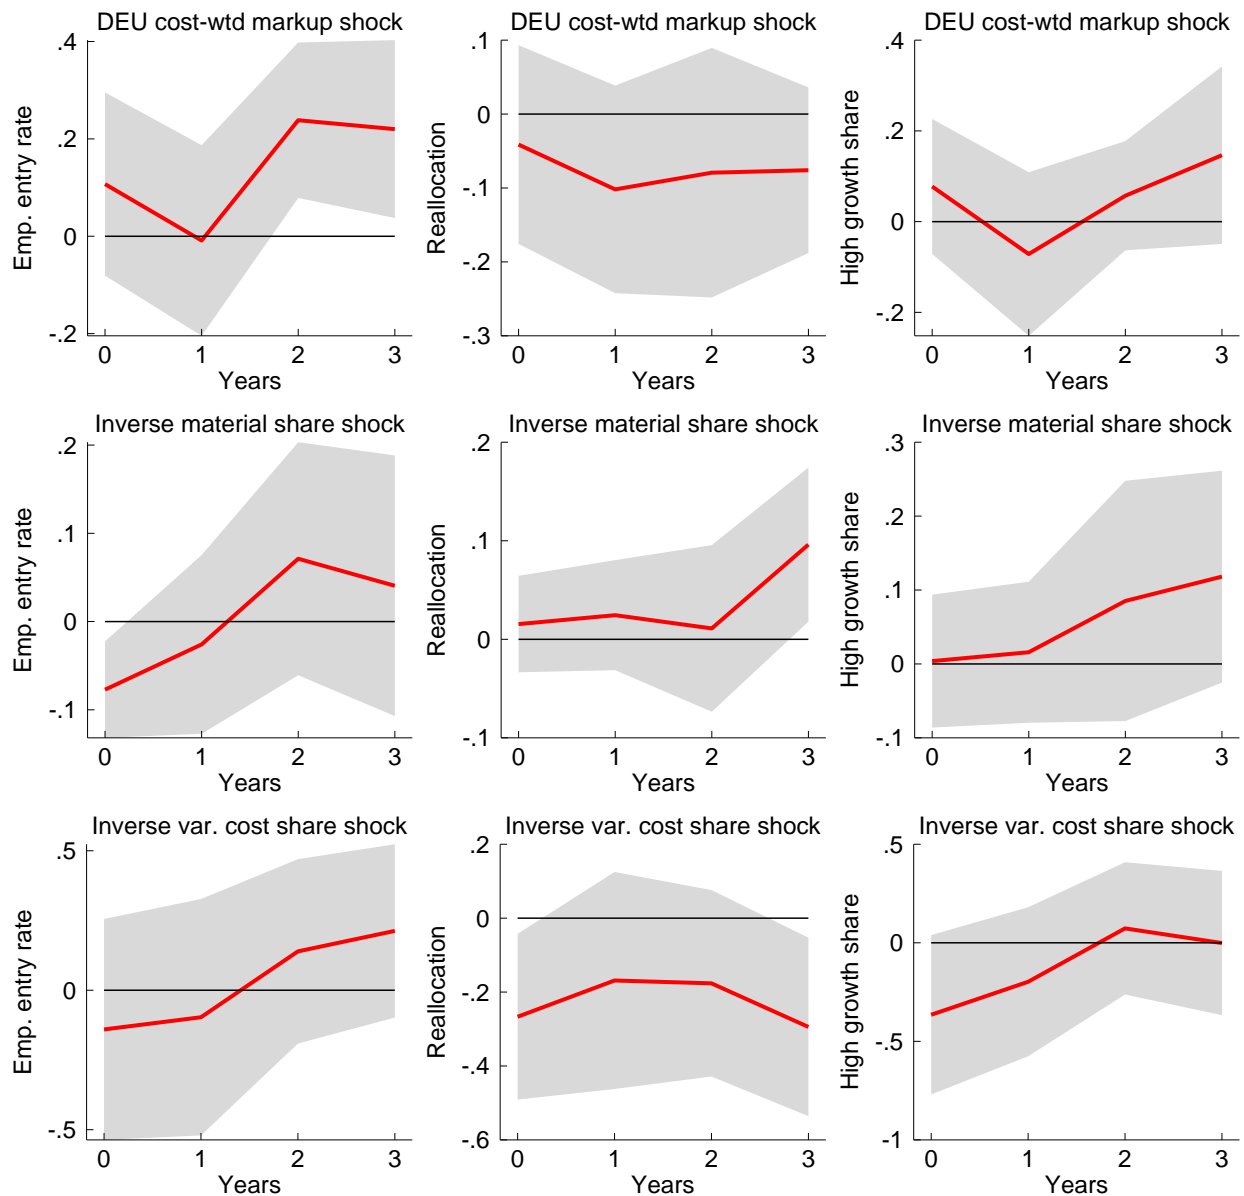 DEU cost-wtd markup shock
Emp. entry rate
.4
.2
0
-.2
0 1 2 3
Years
DEU cost-wtd markup shock
Reallocation
.1
0
-.1
-.2
-.3
0 1 2 3
Years
DEU cost-wtd markup shock
High growth share
.4
.2
0
-.2
0 1 2 3
Years
Inverse material share shock
Emp. entry rate
.2
.1
0
-.1
0 1 2 3
Years
Inverse material share shock
Reallocation
.2
.1
0
-.1
0 1 2 3
Years
Inverse material share shock
High growth share
.3
.2
.1
0
-.1
0 1 2 3
Years
Inverse var. cost share shock
Emp. entry rate
.5
0
-.5
0 1 2 3
Years
Inverse var. cost share shock
Reallocation
.2
0
-.2
-.4
-.6
0 1 2 3
Years
Inverse var. cost share shock
High growth share
.5
0
-.5
-1
0 1 2 3
Years